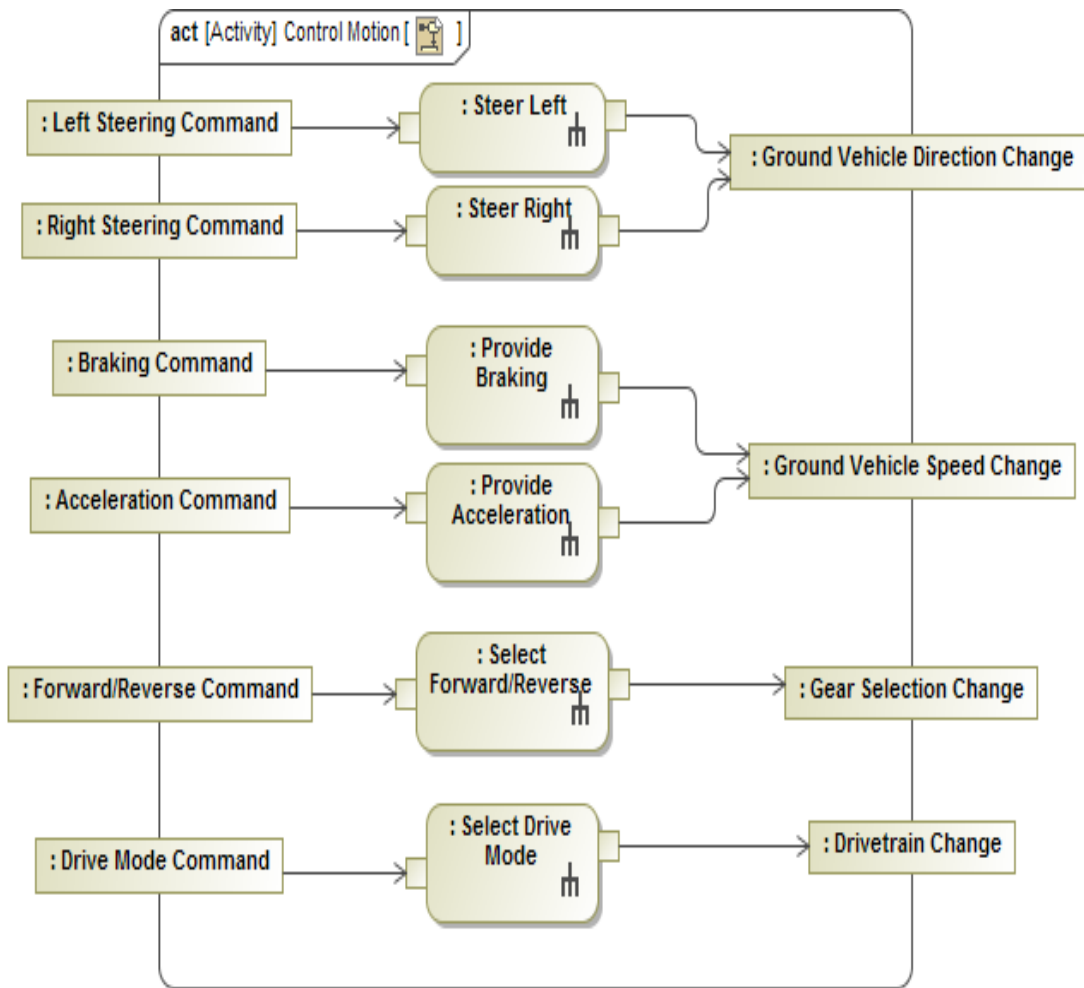 act [Activity] Control Motion [ ]
: Left Steering Command
: Steer Left
: Ground Vehicle Direction Change
: Right Steering Command
: Steer Right
: Braking Command
: Provide
Braking
: Ground Vehicle Speed Change
: Acceleration Command
: Provide
Acceleration
: Forward/Reverse Command
: Select
Forward/Reverse
: Gear Selection Change
: Drive Mode Command
: Select Drive
Mode
: Drivetrain Change